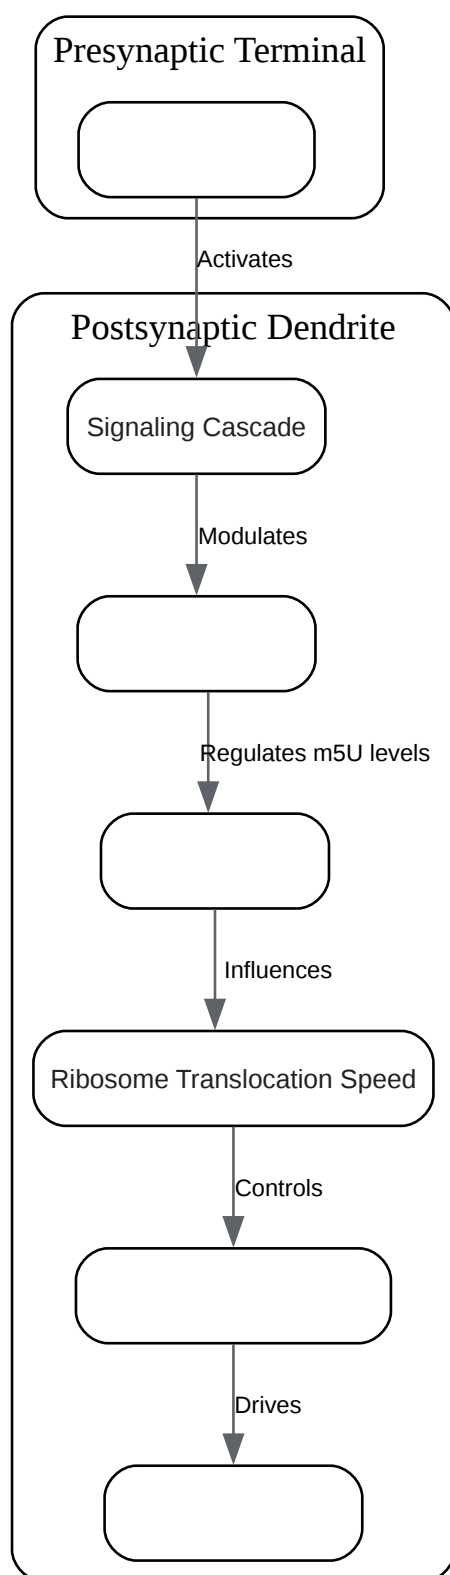 Presynaptic Terminal
Activates
Postsynaptic Dendrite
Signaling Cascade
Modulates
Regulates m5U levels
Influences
Ribosome Translocation Speed
Controls
Drives